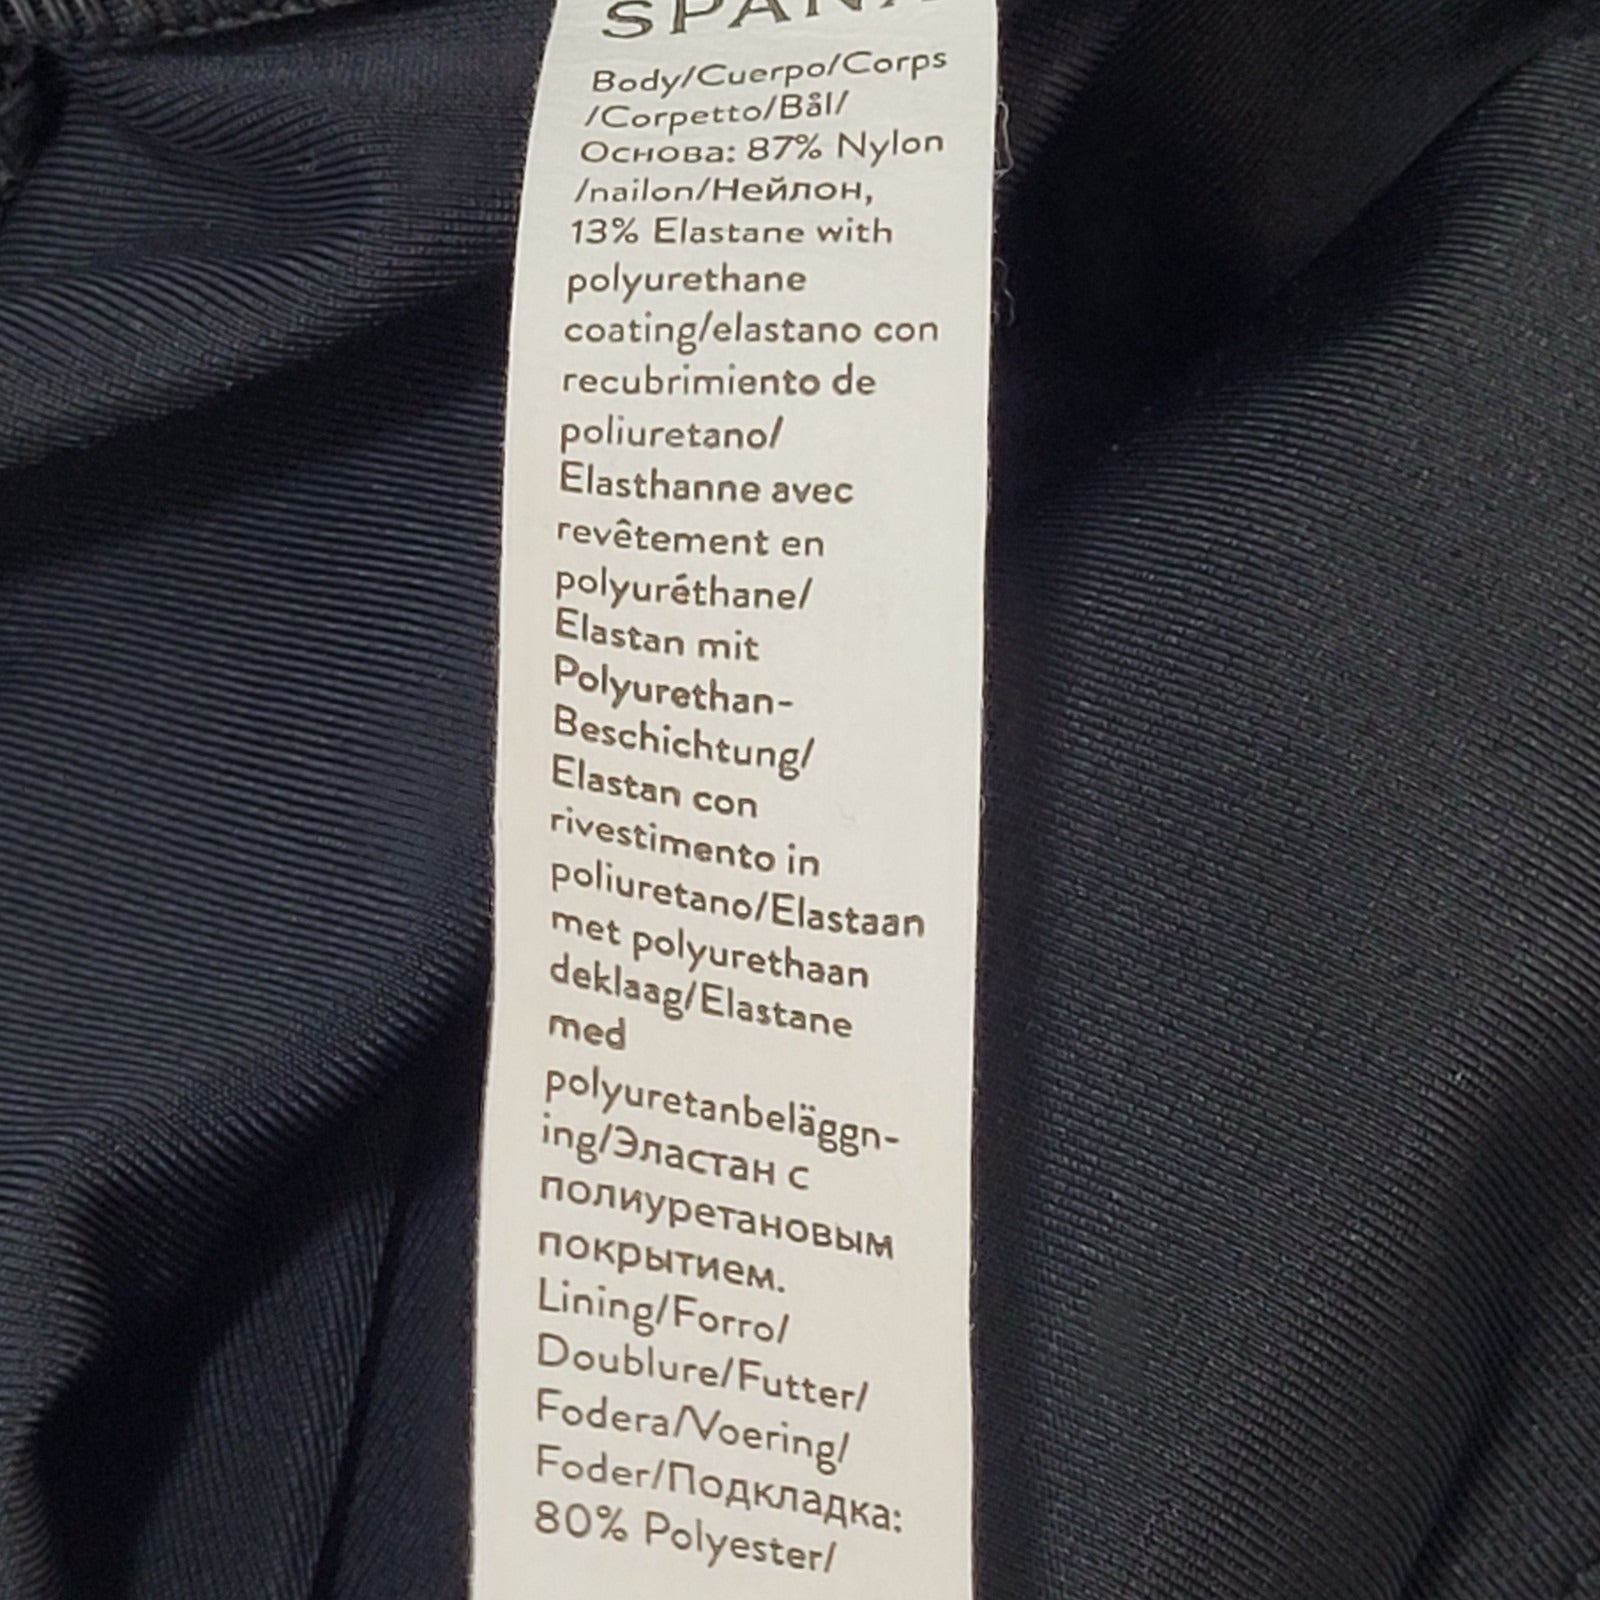 SPANX
Body/Cuerpo/Corps
/Corpetto/Bål/
Основа: 87% Nylon
/nailon/Нейлон,
13% Elastane with
polyurethane
coating/elastano con
recubrimiento de
poliuretano/
Elasthanne avec
revêtement en
polyuréthane/
Elastan mit
Polyurethan-
Beschichtung/
Elastan con
rivestimento in
poliuretano/Elastaan
met polyurethaan
deklaag/Elastane
med
polyuretanbeläggn-
ing/Эластан с
полиуретановым
покрытием.
Lining/Forro/
Doublure/Futter/
Fodera/Voering/
Foder/Подкладка:
80% Polyester/